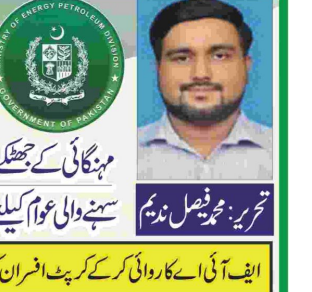 MINISTRY OF ENERGY PETROLEUM DIVISION
GOVERNMENT OF PAKISTAN
مہنگائی کے جھٹکے
سہنے والی عوام کیلئے
تحریر: محمد فیصل ندیم
ایف آئی اے کاروائی کر کے کرپٹ افسران